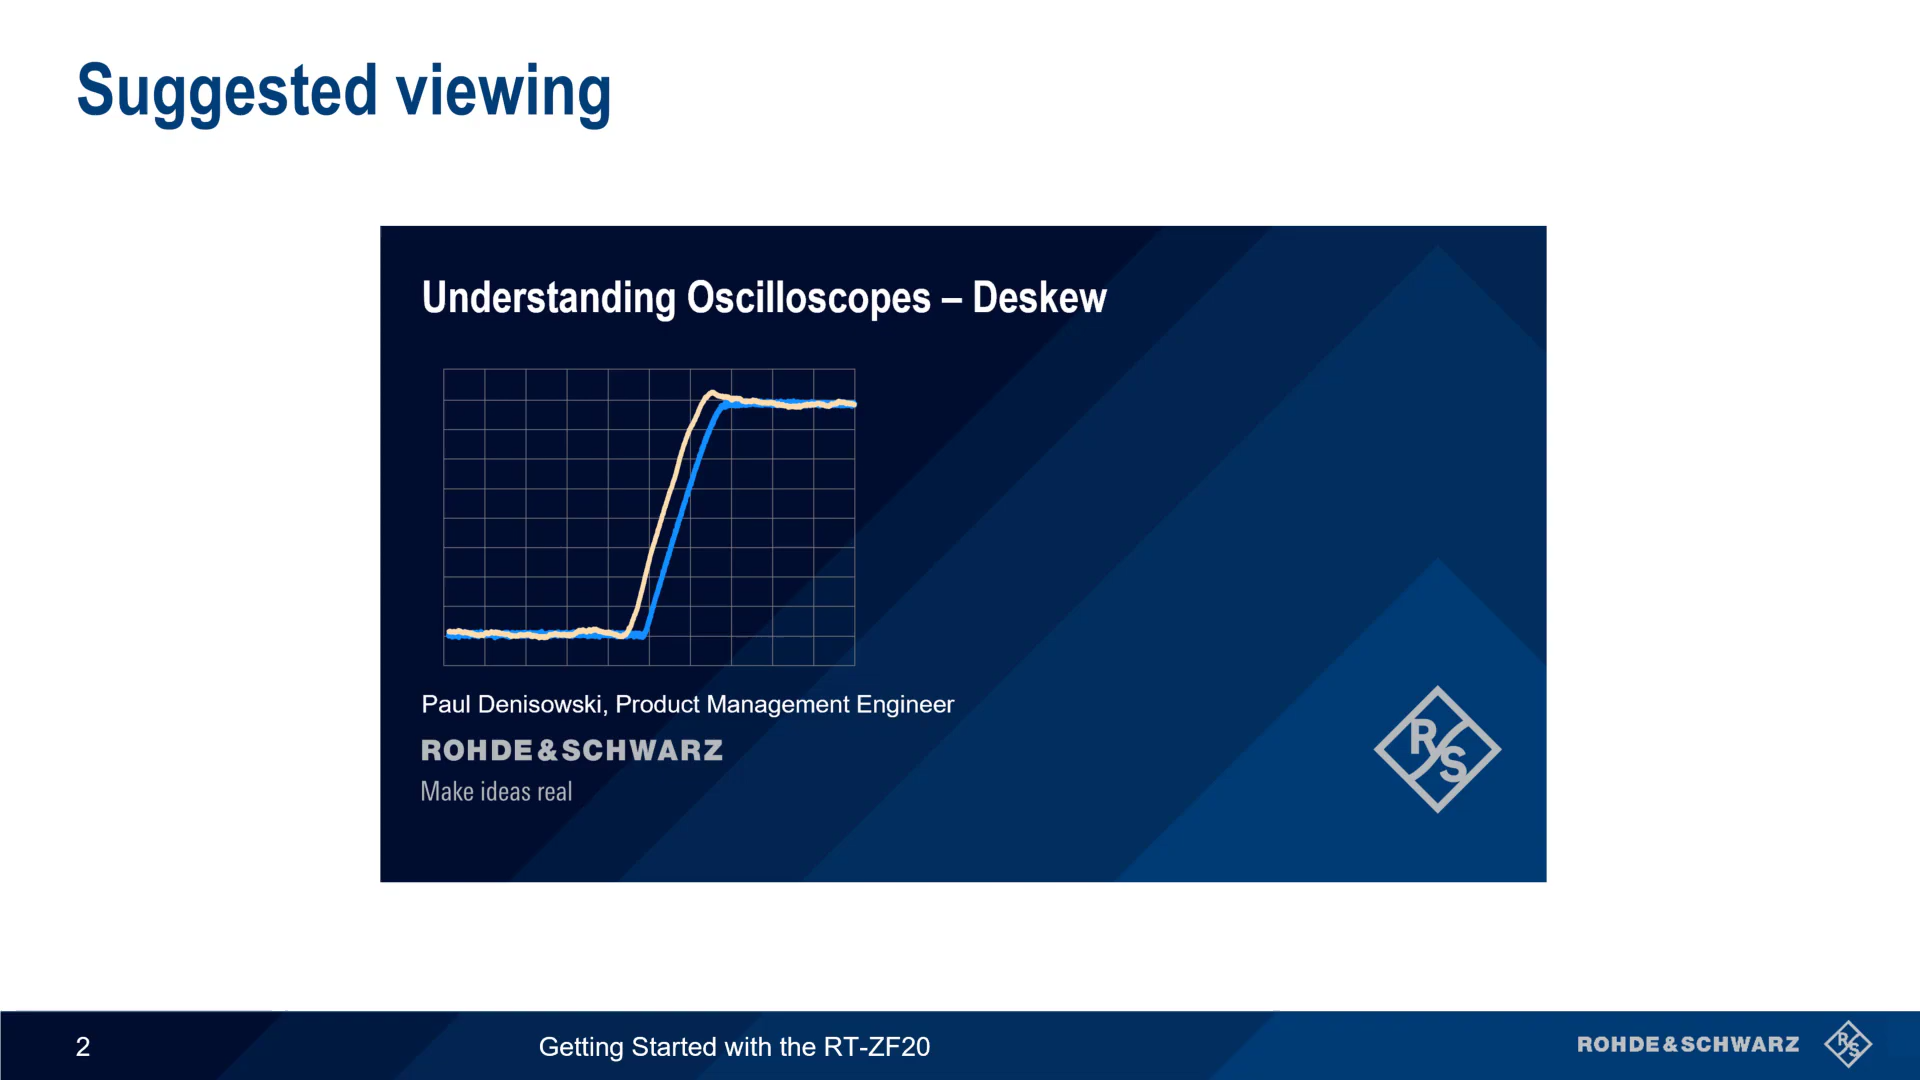 Suggested viewing
Understanding Oscilloscopes – Deskew
Paul Denisowski, Product Management Engineer
ROHDE&SCHWARZ
Make ideas real
R S
2
Getting Started with the RT-ZF20
ROHDE&SCHWARZ
R S